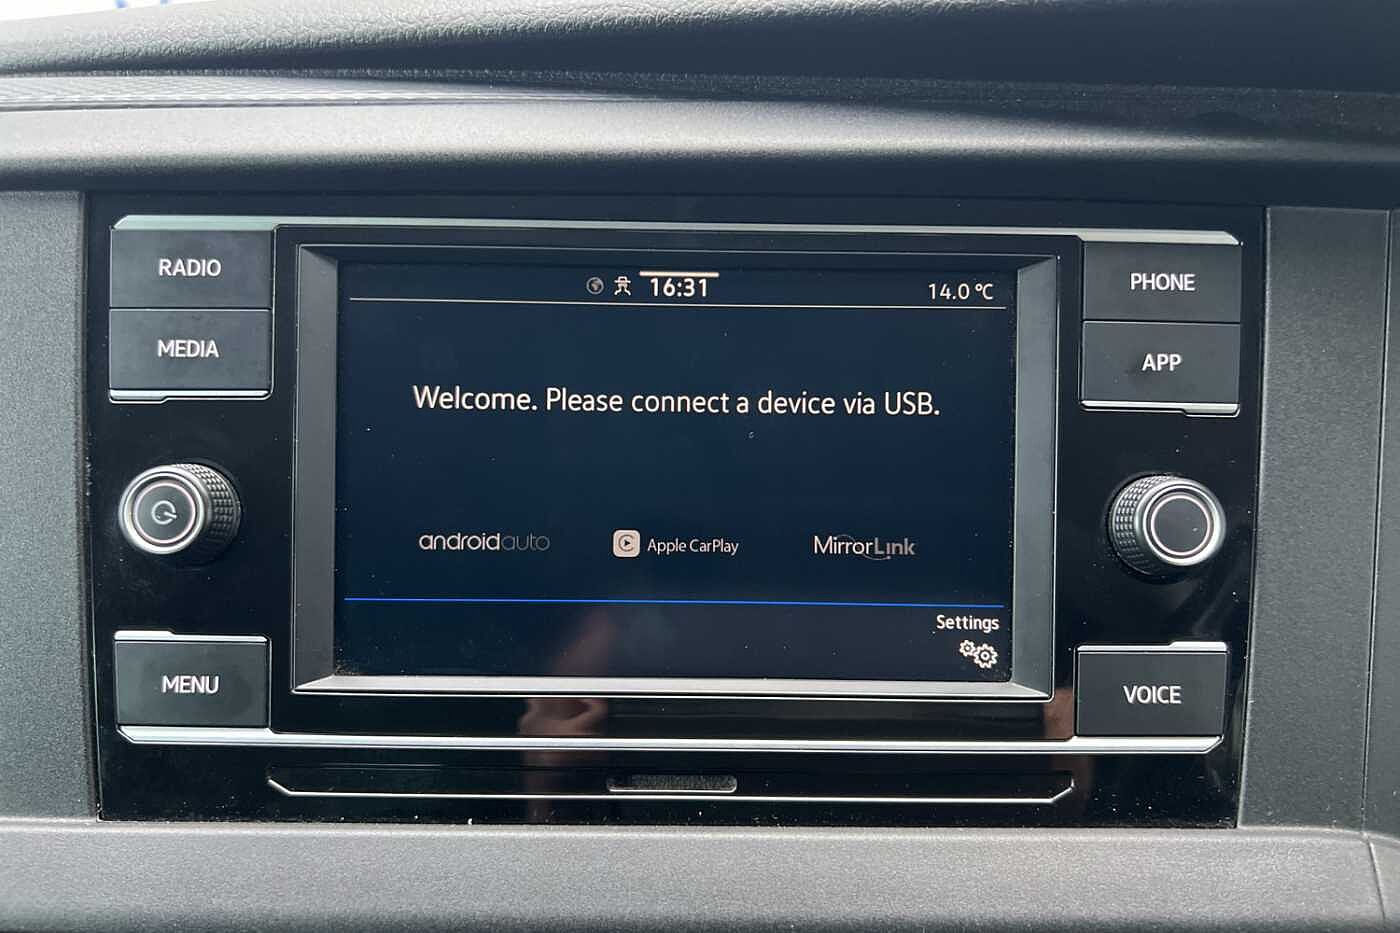 RADIO
MEDIA
MENU
16:31
14.0 °C
Welcome. Please connect a device via USB.
androidauto
Apple CarPlay
MirrorLink
Settings
PHONE
APP
VOICE